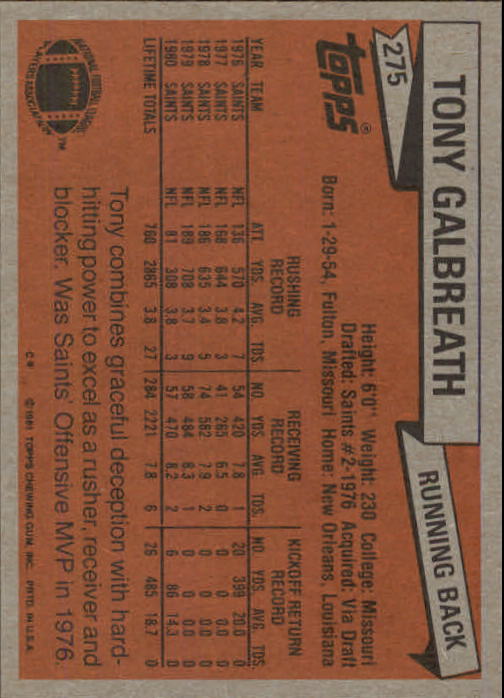 TONY GALBREATH
RUNNING BACK
275
topps®
Height: 6'0" Weight: 230 College: Missouri
Drafted: Saints #2-1976 Acquired: Via Draft
Born: 1-29-54, Fulton, Missouri Home: New Orleans, Louisiana
RUSHING RECORD RECEIVING RECORD KICKOFF RETURN RECORD
YEAR TEAM ATT. YDS. AVG. TDS. NO. YDS. AVG. TDS. NO. YDS. AVG. TDS.
1976 SAINTS NFL 136 570 4.2 7 54 420 7.8 1 20 399 20.0 0
1977 SAINTS NFL 168 644 3.8 3 41 265 6.5 0 0 0 0.0 0
1978 SAINTS NFL 186 635 3.4 5 74 582 7.9 2 0 0 0.0 0
1979 SAINTS NFL 189 708 3.7 9 58 484 8.3 1 0 0 0.0 0
1980 SAINTS NFL 81 308 3.8 3 57 470 8.2 2 6 86 14.3 0
LIFETIME TOTALS 760 2865 3.8 27 284 2221 7.8 6 26 485 18.7 0
Tony combines graceful deception with hard-
hitting power to excel as a rusher, receiver and
blocker. Was Saints' Offensive MVP in 1976.
NATIONAL FOOTBALL LEAGUE
PLAYERS ASSOCIATION
TM
C* ©1981 TOPPS CHEWING GUM, INC. PRTD. IN U.S.A.